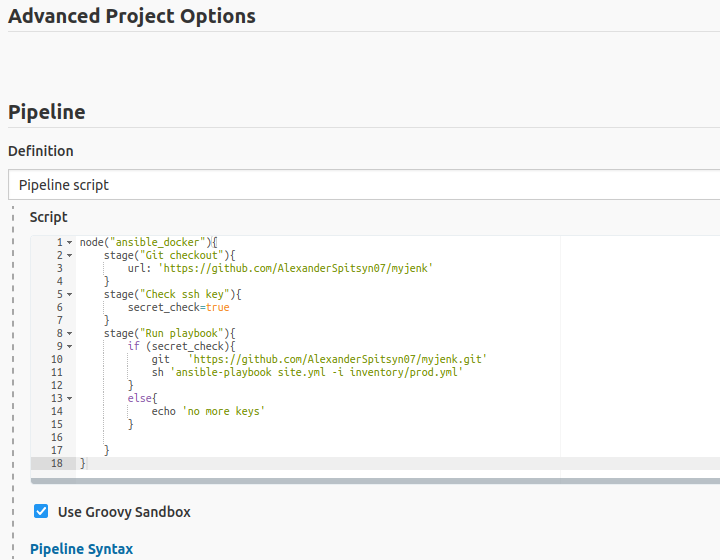 Advanced Project Options
Pipeline
Definition
Pipeline script
Script
1 node("ansible_docker"){
2     stage("Git checkout"){
3         url: 'https://github.com/AlexanderSpitsyn07/myjenk'
4     }
5     stage("Check ssh key"){
6         secret_check=true
7     }
8     stage("Run playbook"){
9         if (secret_check){
10             git   'https://github.com/AlexanderSpitsyn07/myjenk.git'
11             sh 'ansible-playbook site.yml -i inventory/prod.yml'
12         }
13         else{
14             echo 'no more keys'
15         }
16
17     }
18 }
Use Groovy Sandbox
Pipeline Syntax